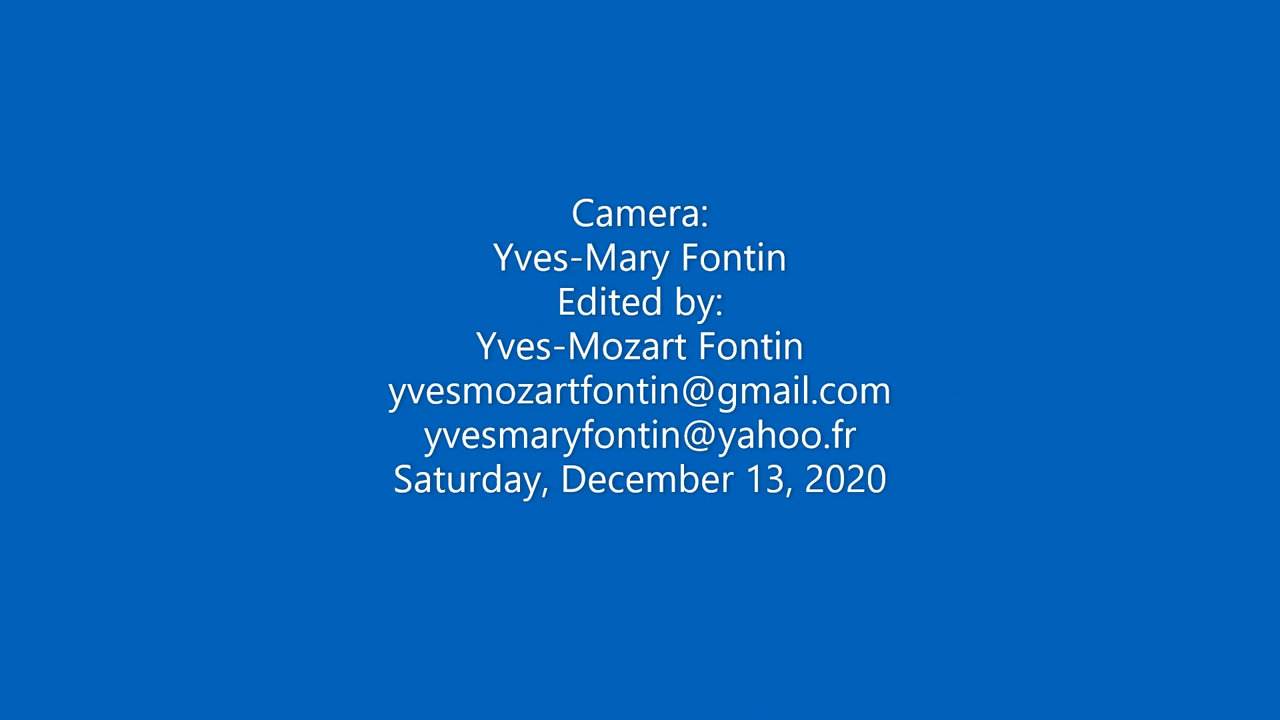 Camera:
Yves-Mary Fontin
Edited by:
Yves-Mozart Fontin
yvesmozartfontin@gmail.com
yvesmaryfontin@yahoo.fr
Saturday, December 13, 2020